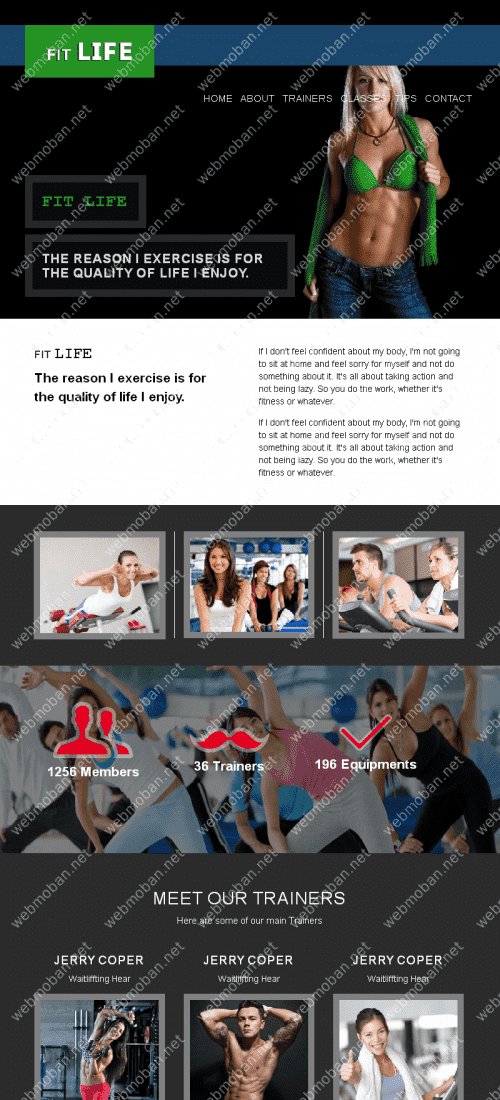 FIT LIFE
HOME ABOUT TRAINERS CLASSES TIPS CONTACT
FIT LIFE
THE REASON I EXERCISE IS FOR
THE QUALITY OF LIFE I ENJOY.
FIT LIFE
The reason I exercise is for
the quality of life I enjoy.
If I don't feel confident about my body, I'm not going
to sit at home and feel sorry for myself and not do
something about it. It's all about taking action and
not being lazy. So you do the work, whether it's
fitness or whatever.
If I don't feel confident about my body, I'm not going
to sit at home and feel sorry for myself and not do
something about it. It's all about taking action and
not being lazy. So you do the work, whether it's
fitness or whatever.
1256 Members
36 Trainers
196 Equipments
MEET OUR TRAINERS
Here are some of our main Trainers
JERRY COPER JERRY COPER JERRY COPER
Waitliffting Hear Waitliffting Hear Waitliffting Hear
webmoban.net